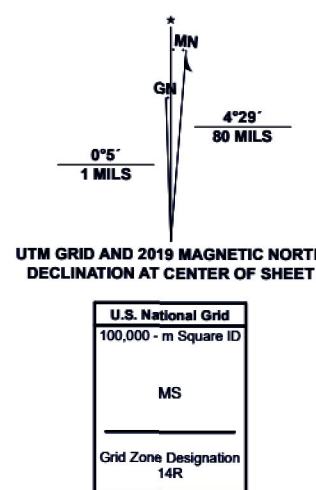 ★
MN
GN
4°29´
80 MILS
0°5´
1 MILS
UTM GRID AND 2019 MAGNETIC NORTH
DECLINATION AT CENTER OF SHEET
U.S. National Grid
100,000 - m Square ID
MS
Grid Zone Designation
14R